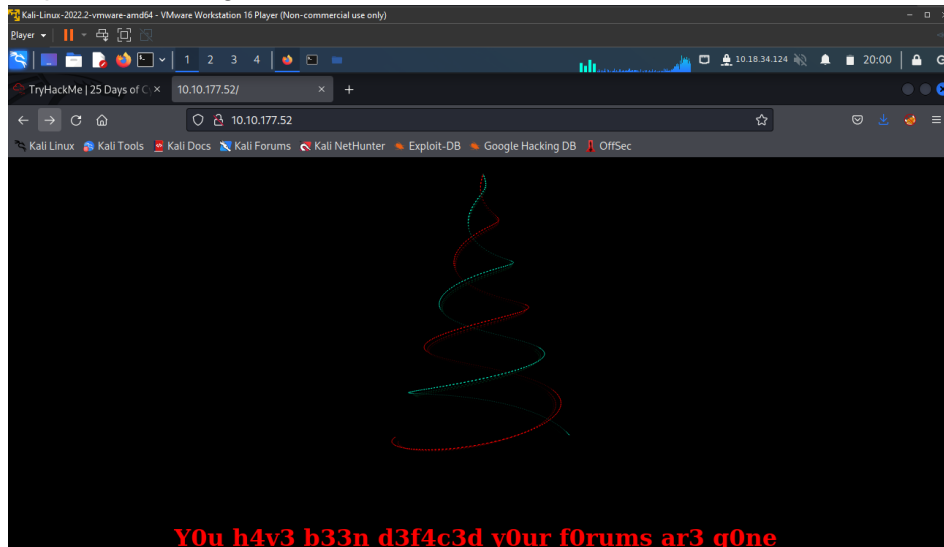 Kali-Linux-2022.2-vmware-amd64 - VMware Workstation 16 Player (Non-commercial use only)
Player
1 2 3 4 10.18.34.124 20:00 G
TryHackMe | 25 Days of C 10.10.177.52/
10.10.177.52
Kali Linux Kali Tools Kali Docs Kali Forums Kali NetHunter Exploit-DB Google Hacking DB OffSec
Y0u h4v3 b33n d3f4c3d y0ur f0rums ar3 g0ne